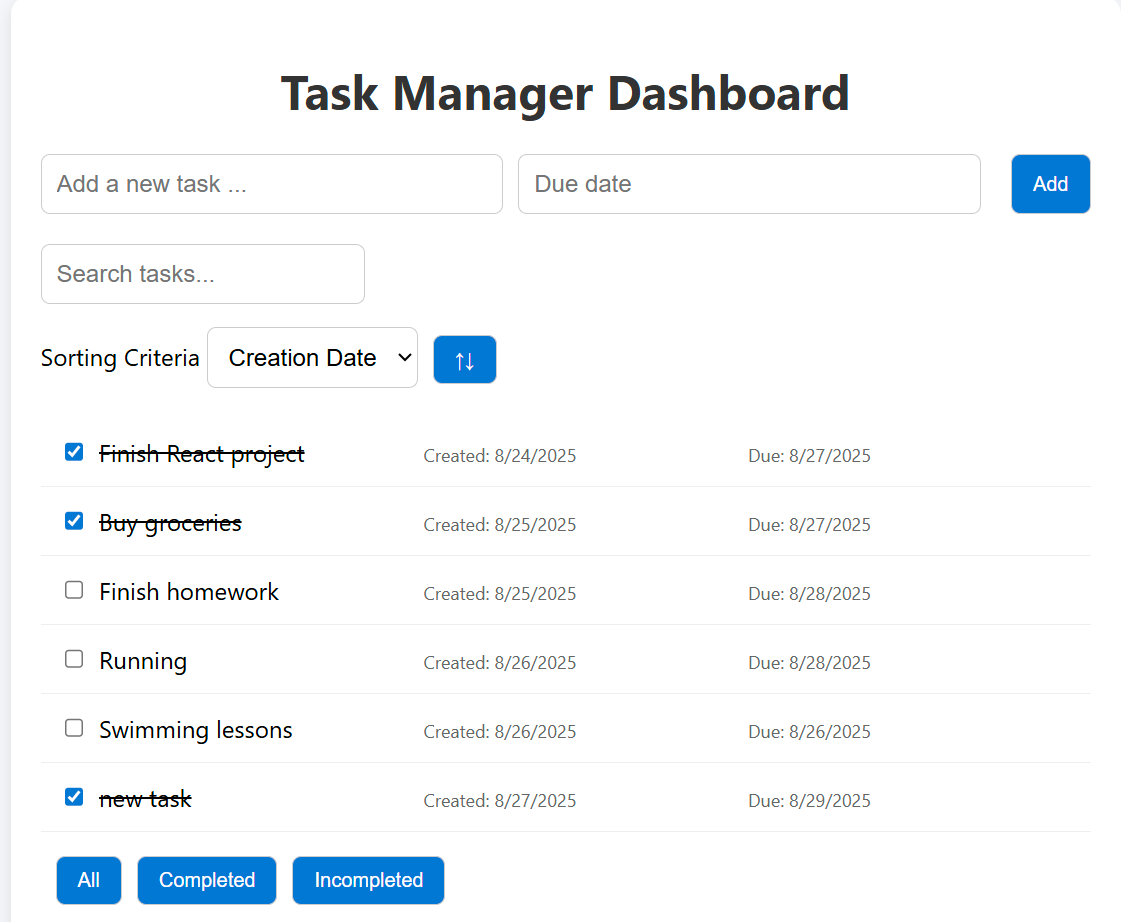 Task Manager Dashboard
Add a new task ... Due date Add
Search tasks...
Sorting Criteria Creation Date ↑↓
Finish React project Created: 8/24/2025 Due: 8/27/2025
Buy groceries Created: 8/25/2025 Due: 8/27/2025
Finish homework Created: 8/25/2025 Due: 8/28/2025
Running Created: 8/26/2025 Due: 8/28/2025
Swimming lessons Created: 8/26/2025 Due: 8/26/2025
new task Created: 8/27/2025 Due: 8/29/2025
All Completed Incompleted